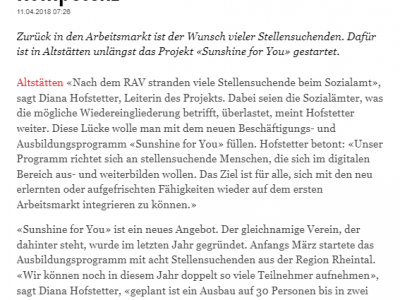 11.04.2018 07:26
Zurück in den Arbeitsmarkt ist der Wunsch vieler Stellensuchenden. Dafür
ist in Altstätten unlängst das Projekt «Sunshine for You» gestartet.
Altstätten «Nach dem RAV stranden viele Stellensuchende beim Sozialamt»,
sagt Diana Hofstetter, Leiterin des Projekts. Dabei seien die Sozialämter, was
die mögliche Wiedereingliederung betrifft, überlastet, meint Hofstetter
weiter. Diese Lücke wolle man mit dem neuen Beschäftigungs- und
Ausbildungsprogramm «Sunshine for You» füllen. Hofstetter betont: «Unser
Programm richtet sich an stellensuchende Menschen, die sich im digitalen
Bereich aus- und weiterbilden wollen. Das Ziel ist für alle, sich mit den neu
erlernten oder aufgefrischten Fähigkeiten wieder auf dem ersten
Arbeitsmarkt integrieren zu können.»
«Sunshine for You» ist ein neues Angebot. Der gleichnamige Verein, der
dahinter steht, wurde im letzten Jahr gegründet. Anfangs März startete das
Ausbildungsprogramm mit acht Stellensuchenden aus der Region Rheintal.
«Wir können noch in diesem Jahr doppelt so viele Teilnehmer aufnehmen»,
sagt Diana Hofstetter, «geplant ist ein Ausbau auf 30 Personen bis in zwei